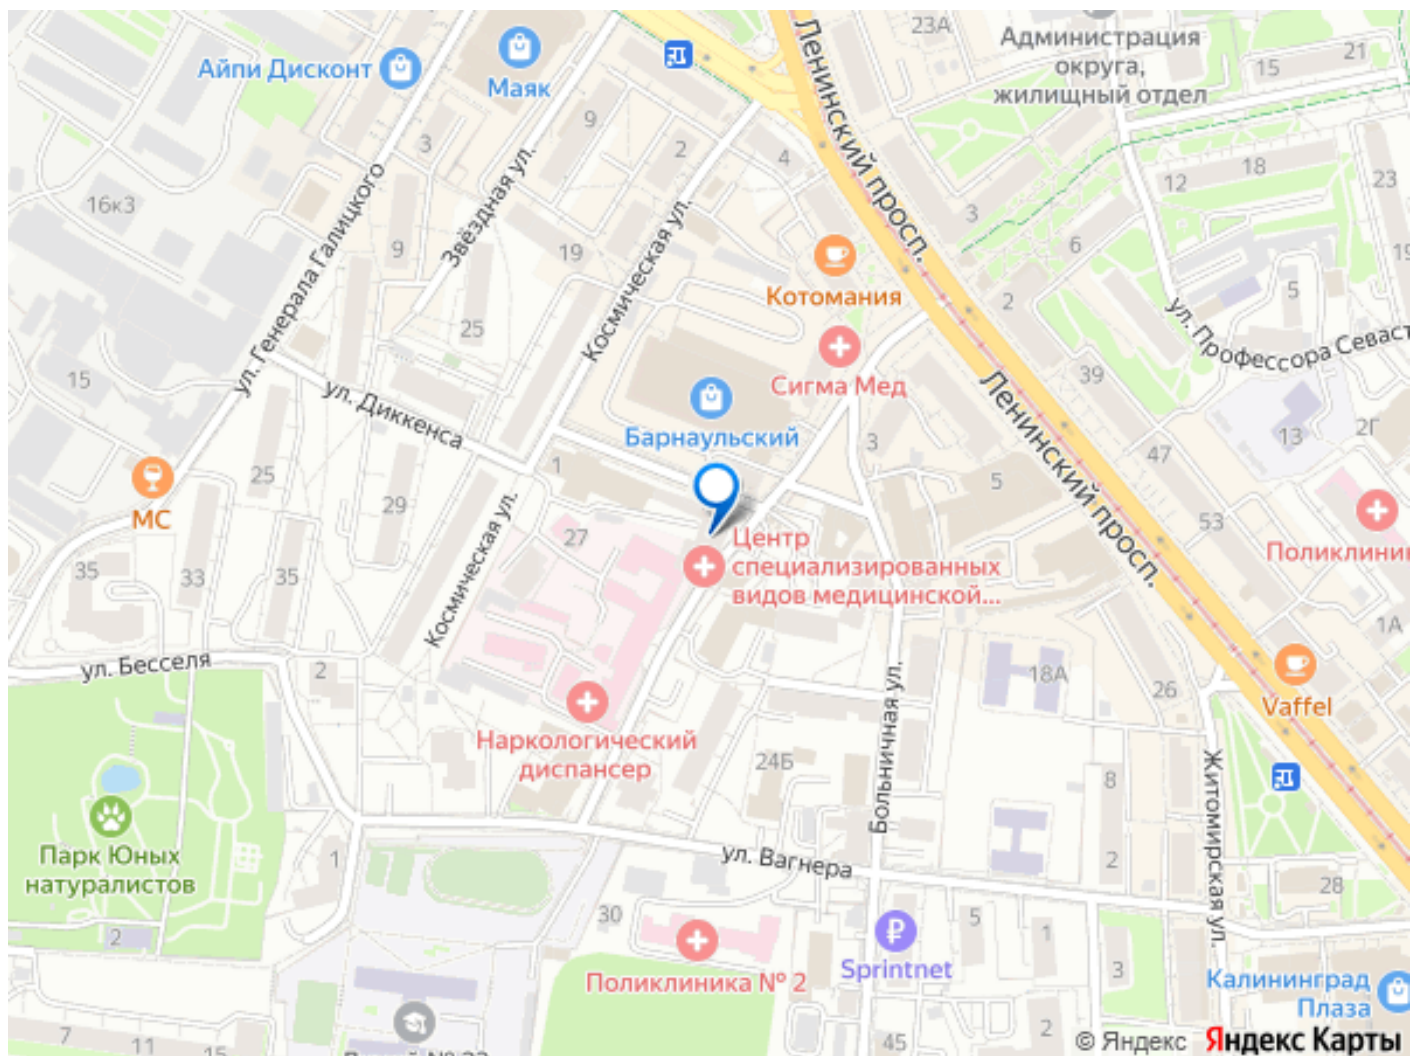 23А
Администрация
округа,
жилищный отдел
21
15
Айпи Дисконт
Маяк
Ленинский просп.
9
3
2
4
18
12
23
16к3
ул. Генерала Галицкого
Звёздная ул.
Космическая ул.
9
19
3
6
Котомания
2
5
19
25
ул. Профессора Севаст
Сигма Мед
15
39
ул. Диккенса
Барнаульский
Ленинский просп.
3
13
2Г
47
1
5
25
29
МС
Космическая ул.
27
53
Центр
специализированных
видов медицинской...
Поликлиник
35
33
35
1А
ул. Бесселя
2
18А
26
Vaffel
Больничная ул.
Наркологический
диспансер
24Б
8
Житомирская ул.
Парк Юных
натуралистов
1
ул. Вагнера
2
28
30
5
1
2
Sprintnet
3
Поликлиника № 2
Калининград
Плаза
7
11
15
45
2
© Яндекс
Яндекс Карты